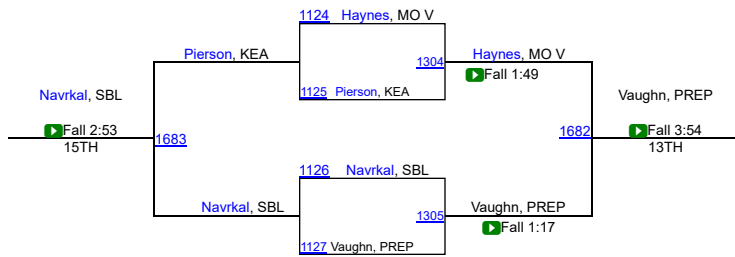 1124 Haynes, MO V
Pierson, KEA
1304
Haynes, MO V
Fall 1:49
1125 Pierson, KEA
Navrkal, SBL
Vaughn, PREP
Fall 2:53
1683
1682
Fall 3:54
15TH
13TH
1126 Navrkal, SBL
Navrkal, SBL
1305
Vaughn, PREP
Fall 1:17
1127 Vaughn, PREP